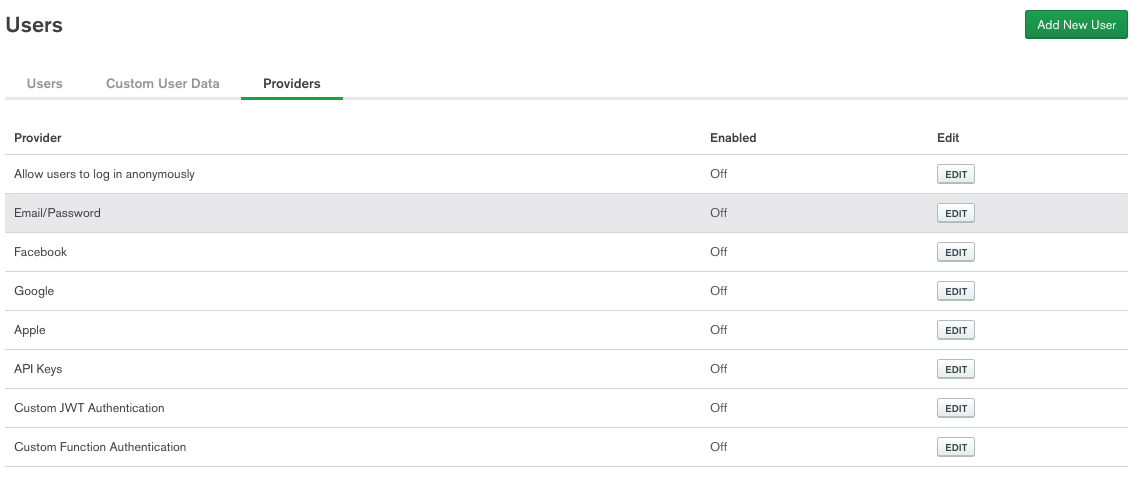 Users
Add New User
Users Custom User Data Providers
Provider Enabled Edit
Allow users to log in anonymously Off EDIT
Email/Password Off EDIT
Facebook Off EDIT
Google Off EDIT
Apple Off EDIT
API Keys Off EDIT
Custom JWT Authentication Off EDIT
Custom Function Authentication Off EDIT